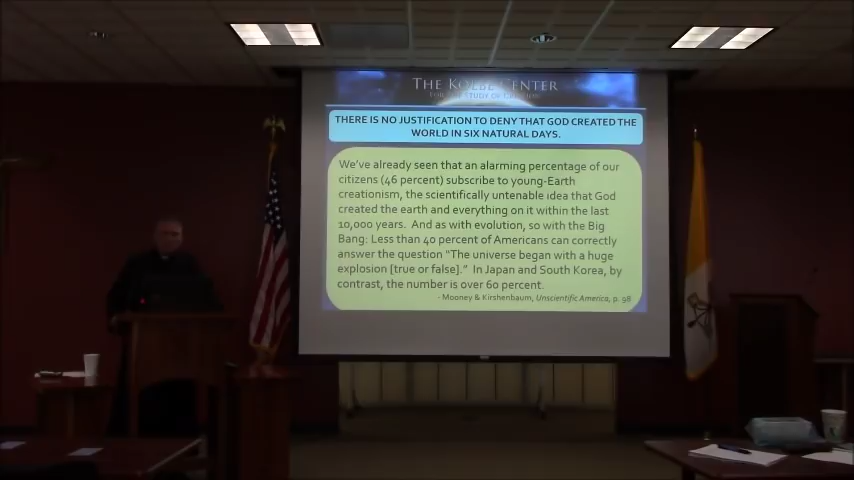 THE KOLBE CENTER
FOR THE STUDY OF CREATION
THERE IS NO JUSTIFICATION TO DENY THAT GOD CREATED THE
WORLD IN SIX NATURAL DAYS.
We've already seen that an alarming percentage of our
citizens (46 percent) subscribe to young-Earth
creationism, the scientifically untenable idea that God
created the earth and everything on it within the last
10,000 years. And as with evolution, so with the Big
Bang: Less than 40 percent of Americans can correctly
answer the question "The universe began with a huge
explosion [true or false]." In Japan and South Korea, by
contrast, the number is over 60 percent.
- Mooney & Kirshenbaum, Unscientific America, p. 98